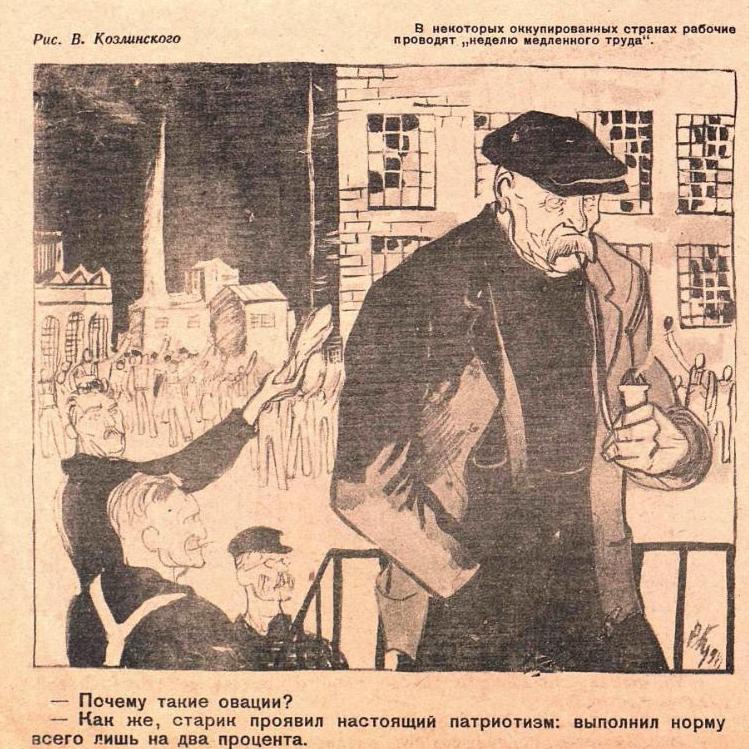 Рис. В. Козлинского
В некоторых оккупированных странах рабочие
проводят „неделю медленного труда“.
— Почему такие овации?
— Как же, старик проявил настоящий патриотизм: выполнил норму
всего лишь на два процента.